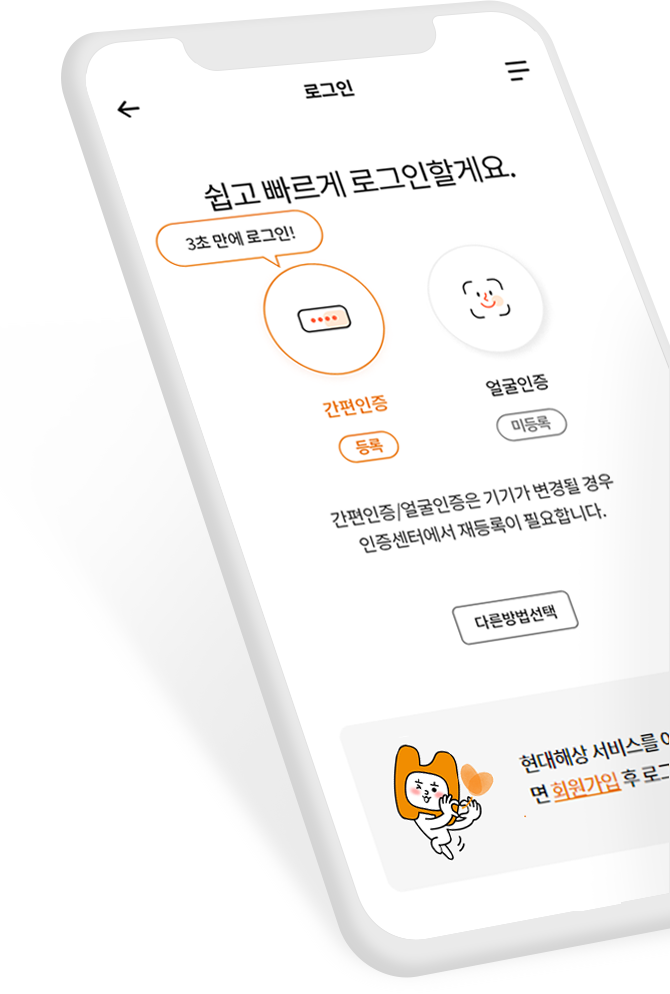 로그인
쉽고 빠르게 로그인할게요.
3초 만에 로그인!
간편인증
얼굴인증
등록
미등록
간편인증/얼굴인증은 기기가 변경될 경우
인증센터에서 재등록이 필요합니다.
다른방법선택
현대해상 서비스를
면 회원가입 후 로그